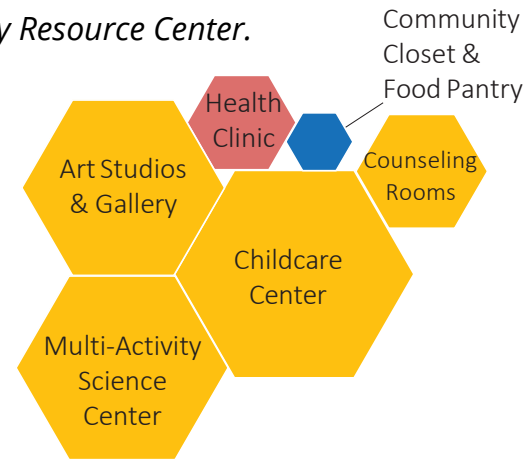 y Resource Center.
Community
Closet &
Food Pantry
Health
Clinic
Counseling
Rooms
Art Studios
& Gallery
Childcare
Center
Multi-Activity
Science
Center